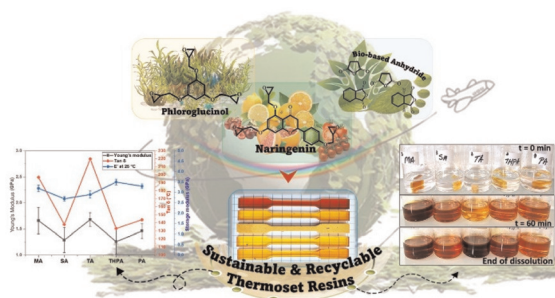 Bio-based Anhydride
Phloroglucinol
Naringenin
Young's modulus
Tan δ
E' at 25 °C
Young's Modulus (GPa)
MA SA TA THPA PA
Sustainable & Recyclable
Thermoset Resins
t = 0 min
MA SA TA THPA PA
t = 60 min
End of dissolution